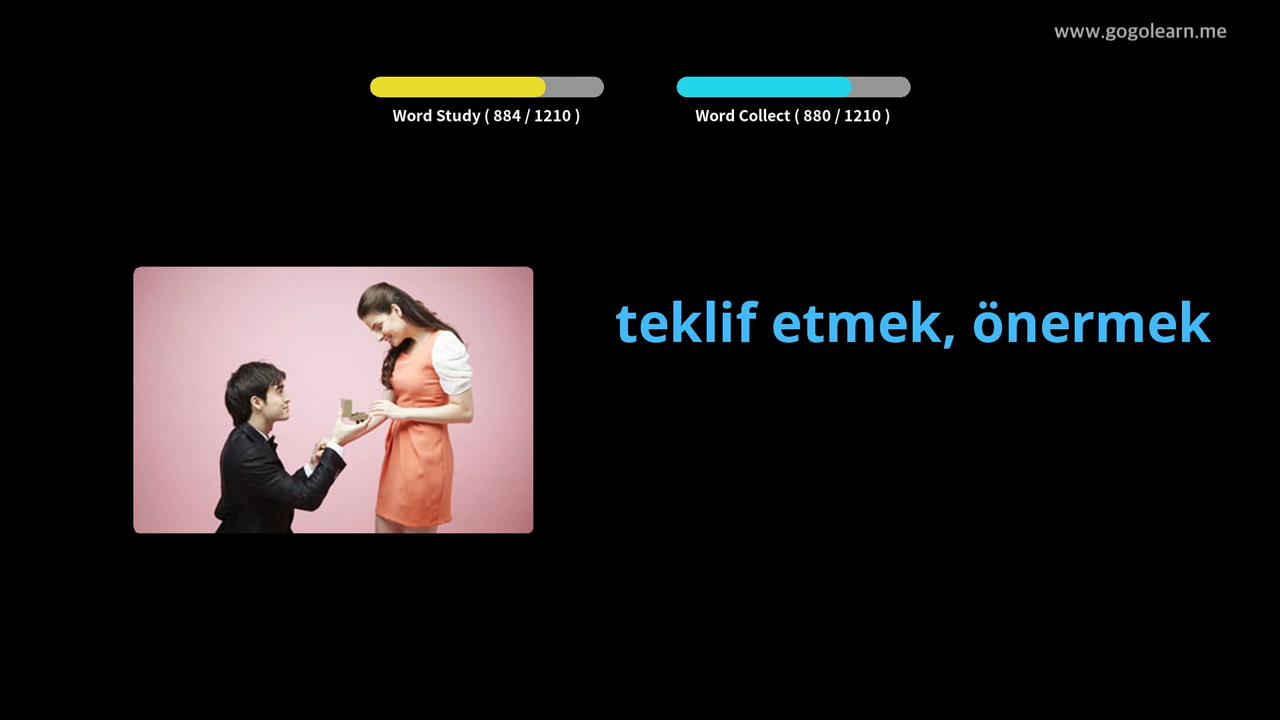 www.gogolearn.me
Word Study ( 884 / 1210 )
Word Collect ( 880 / 1210 )
teklif etmek, önermek